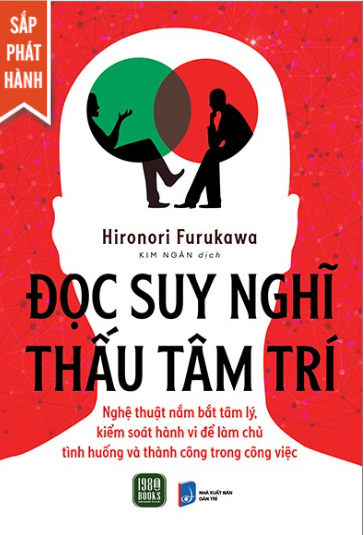 SẮP
PHÁT
HÀNH
Hironori Furukawa
KIM NGÂN dịch
ĐỌC SUY NGHĨ
THẤU TÂM TRÍ
Nghệ thuật nắm bắt tâm lý,
kiểm soát hành vi để làm chủ
tình huống và thành công trong công việc
1980
BOOKS
NHÀ XUẤT BẢN
DÂN TRÍ